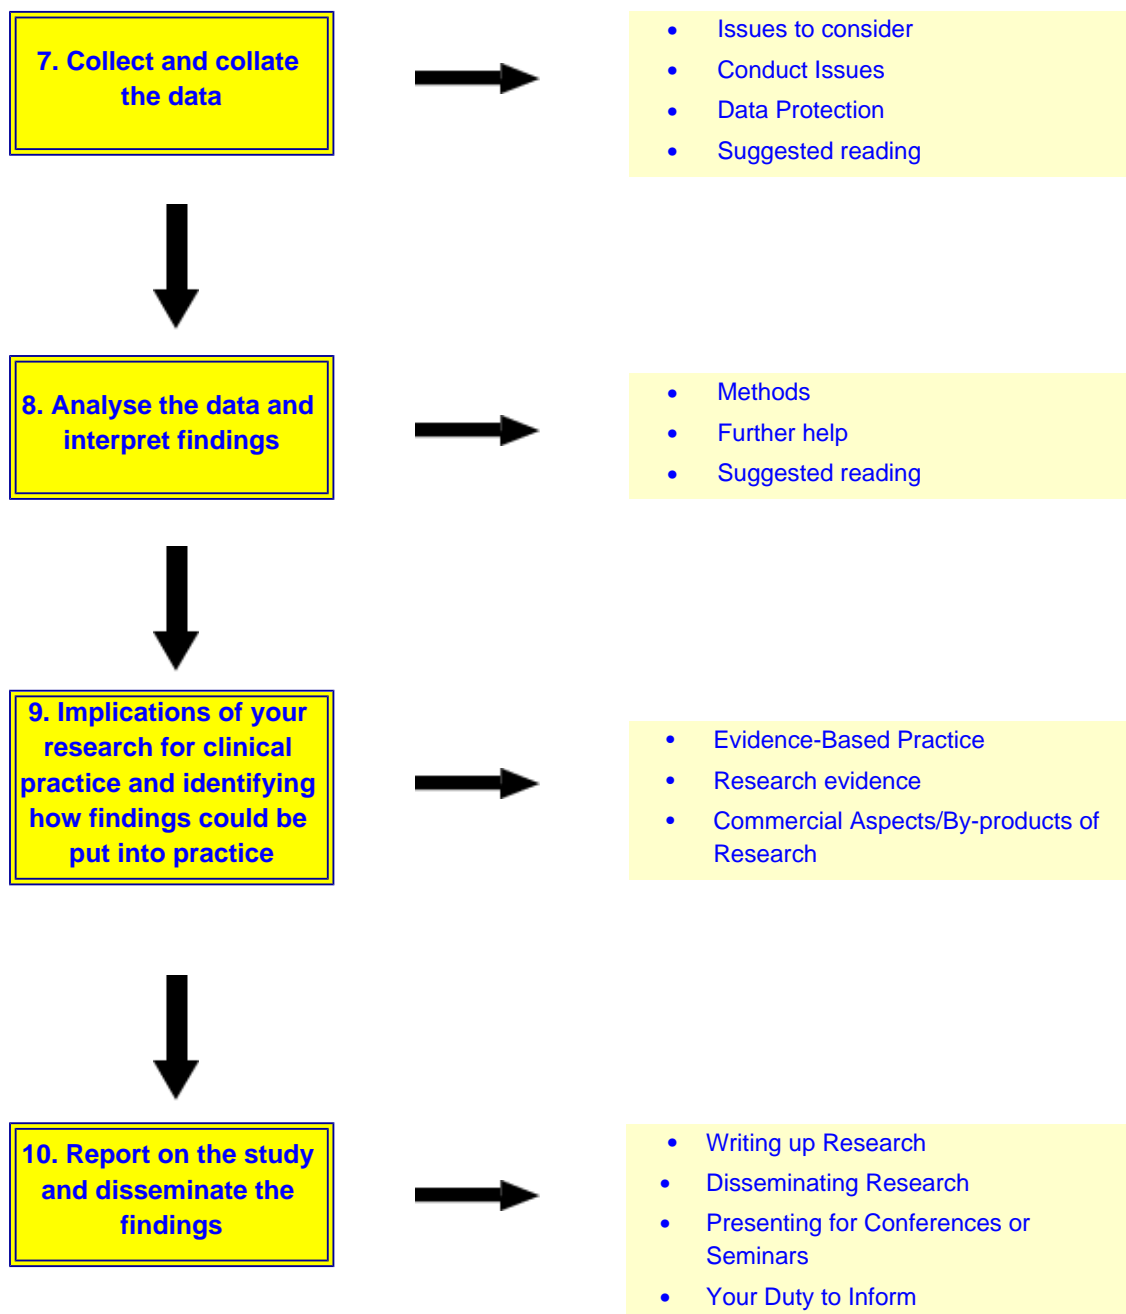 7. Collect and collate
the data
• Issues to consider
• Conduct Issues
• Data Protection
• Suggested reading
8. Analyse the data and
interpret findings
• Methods
• Further help
• Suggested reading
9. Implications of your
research for clinical
practice and identifying
how findings could be
put into practice
• Evidence-Based Practice
• Research evidence
• Commercial Aspects/By-products of
Research
10. Report on the study
and disseminate the
findings
• Writing up Research
• Disseminating Research
• Presenting for Conferences or
Seminars
• Your Duty to Inform